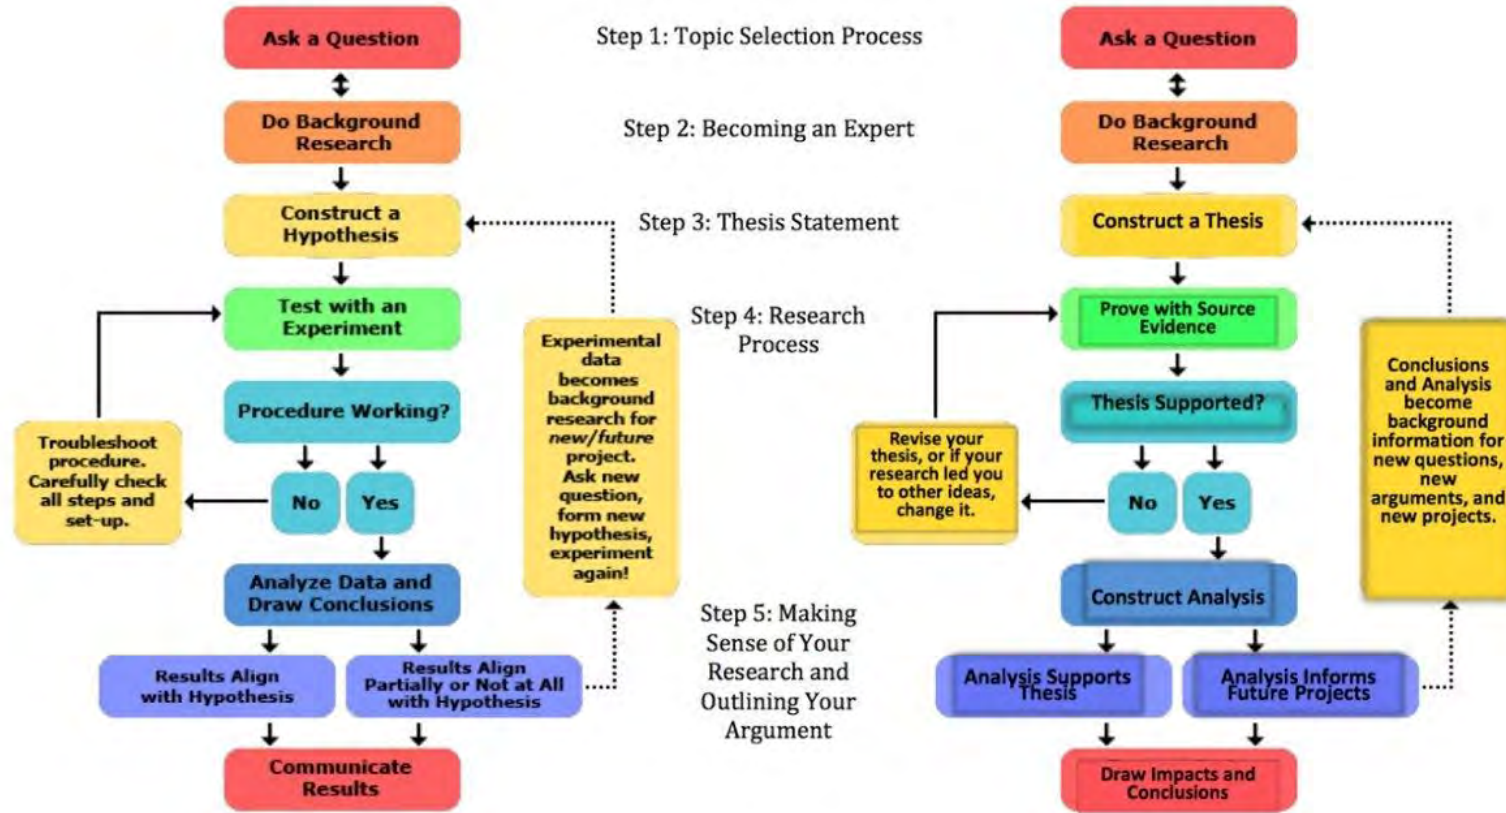 Ask a Question
Do Background
Research
Construct a
Hypothesis
Test with an
Experiment
Procedure Working?
No
Yes
Troubleshoot
procedure.
Carefully check
all steps and
set-up.
Analyze Data and
Draw Conclusions
Results Align
with Hypothesis
Results Align
Partially or Not at All
with Hypothesis
Communicate
Results
Experimental
data
becomes
background
research for
new/future
project.
Ask new
question,
form new
hypothesis,
experiment
again!
Step 1: Topic Selection Process
Step 2: Becoming an Expert
Step 3: Thesis Statement
Step 4: Research
Process
Step 5: Making
Sense of Your
Research and
Outlining Your
Argument
Ask a Question
Do Background
Research
Construct a Thesis
Prove with Source
Evidence
Thesis Supported?
No
Yes
Revise your
thesis, or if your
research led you
to other ideas,
change it.
Construct Analysis
Analysis Supports
Thesis
Analysis Informs
Future Projects
Draw Impacts and
Conclusions
Conclusions
and Analysis
become
background
information for
new questions,
new
arguments, and
new projects.